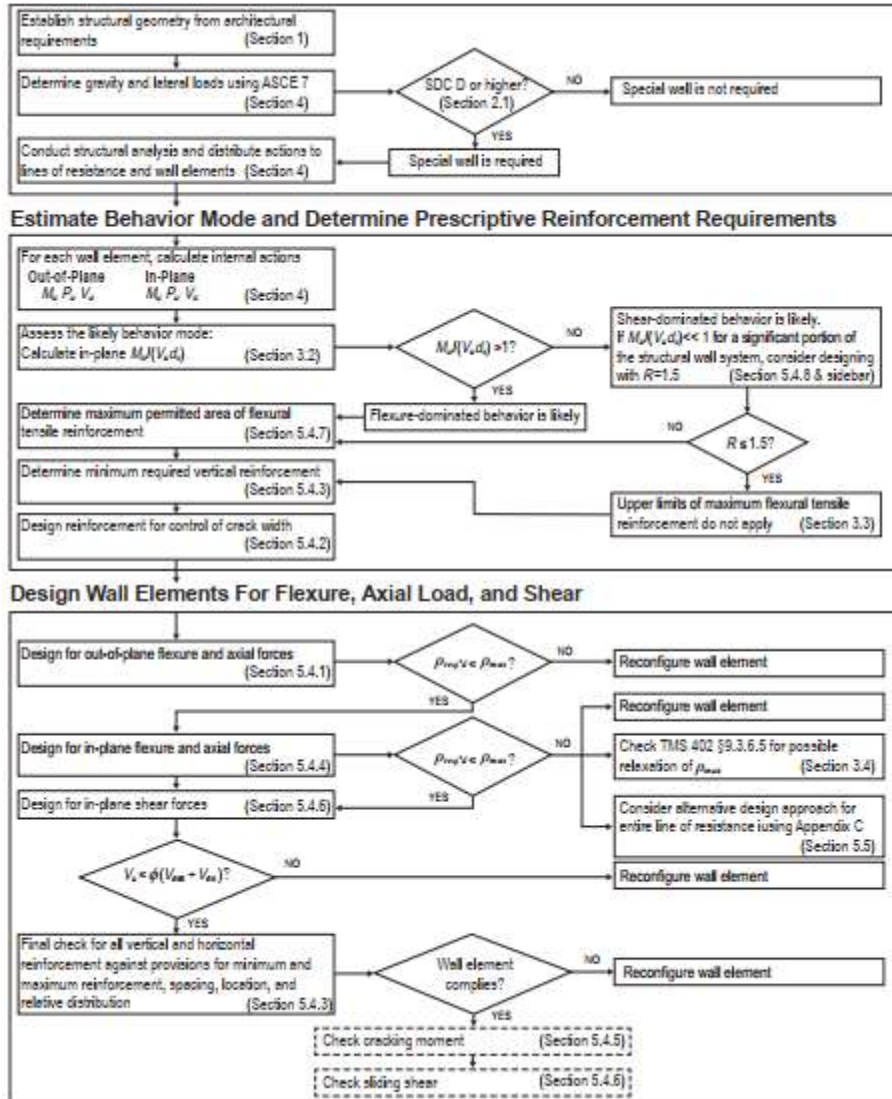 Establish structural geometry from architectural
requirements (Section 1)
Determine gravity and lateral loads using ASCE 7
(Section 4)
SDC D or higher?
(Section 2.1)
NO
Special wall is not required
YES
Special wall is required
Conduct structural analysis and distribute actions to
lines of resistance and wall elements (Section 4)
Estimate Behavior Mode and Determine Prescriptive Reinforcement Requirements
For each wall element, calculate internal actions
Out-of-Plane In-Plane
Mu Pu Vu Mu Pu Vu (Section 4)
Assess the likely behavior mode:
Calculate in-plane Mu/(Vudv) (Section 3.2)
Mu/(Vudv) >1?
NO
Shear-dominated behavior is likely.
If Mu/(Vudv)<< 1 for a significant portion
of the structural wall system, consider designing
with R=1.5 (Section 5.4.8 & sidebar)
YES
Flexure-dominated behavior is likely
Determine maximum permitted area of flexural
tensile reinforcement (Section 5.4.7)
NO
R ≤ 1.5?
YES
Determine minimum required vertical reinforcement
(Section 5.4.3)
Upper limits of maximum flexural tensile
reinforcement do not apply (Section 3.3)
Design reinforcement for control of crack width
(Section 5.4.2)
Design Wall Elements For Flexure, Axial Load, and Shear
Design for out-of-plane flexure and axial forces
(Section 5.4.1)
ρreq'd < ρmax?
NO
Reconfigure wall element
YES
Reconfigure wall element
Design for in-plane flexure and axial forces
(Section 5.4.4)
ρreq'd < ρmax?
NO
Check TMS 402 §9.3.6.5 for possible
relaxation of ρmax (Section 3.4)
YES
Design for in-plane shear forces (Section 5.4.6)
Consider alternative design approach for
entire line of resistance iusing Appendix C
(Section 5.5)
NO
Reconfigure wall element
YES
Final check for all vertical and horizontal
reinforcement against provisions for minimum and
maximum reinforcement, spacing, location, and
relative distribution (Section 5.4.3)
Wall element
complies?
NO
Reconfigure wall element
YES
Check cracking moment (Section 5.4.5)
Check sliding shear (Section 5.4.6)